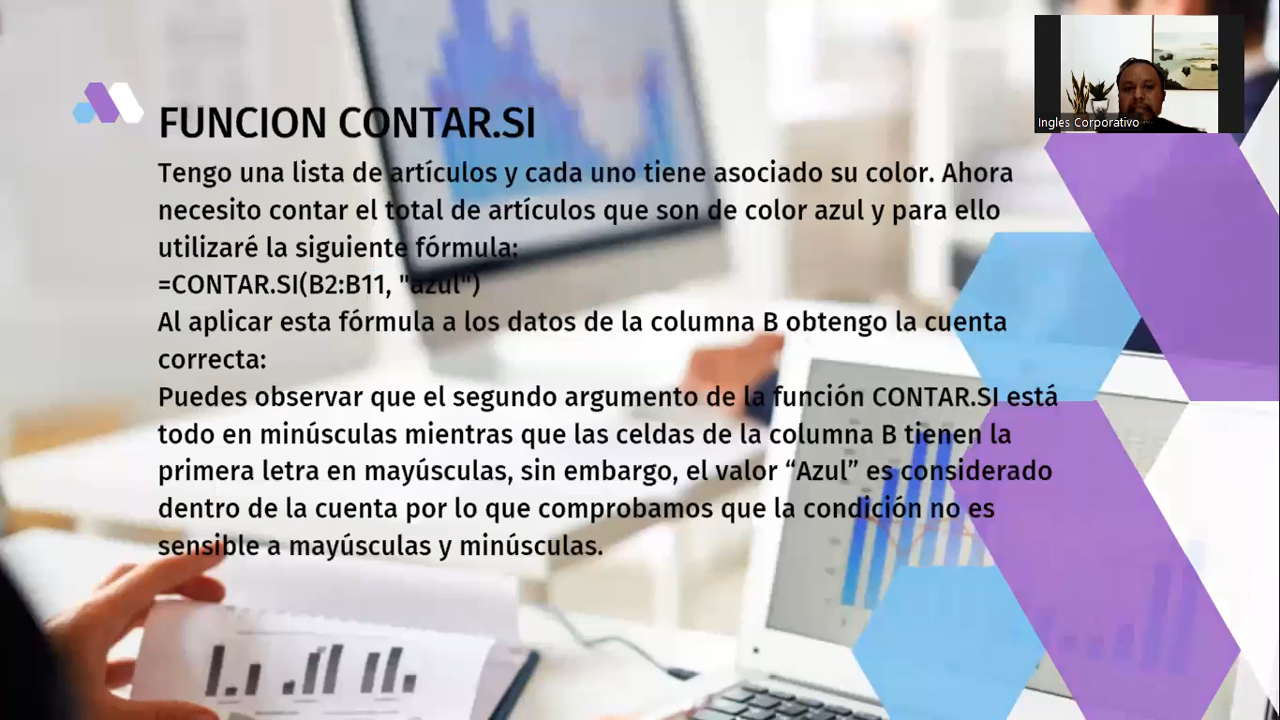 FUNCION CONTAR.SI
Tengo una lista de artículos y cada uno tiene asociado su color. Ahora
necesito contar el total de artículos que son de color azul y para ello
utilizaré la siguiente fórmula:
=CONTAR.SI(B2:B11, "azul")
Al aplicar esta fórmula a los datos de la columna B obtengo la cuenta
correcta:
Puedes observar que el segundo argumento de la función CONTAR.SI está
todo en minúsculas mientras que las celdas de la columna B tienen la
primera letra en mayúsculas, sin embargo, el valor “Azul” es considerado
dentro de la cuenta por lo que comprobamos que la condición no es
sensible a mayúsculas y minúsculas.
Ingles Corporativo